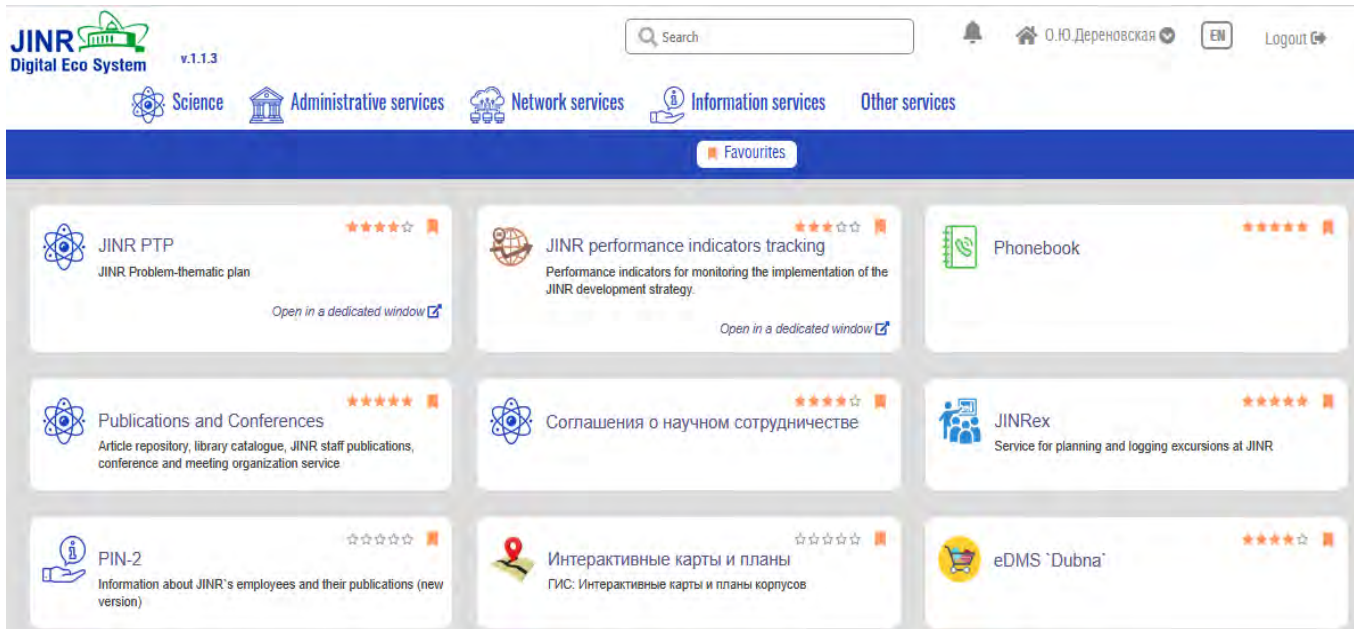 JINR
Digital Eco System
v.1.1.3
Search
О.Ю.Дереновская
EN
Logout
Science
Administrative services
Network services
Information services
Other services
Favourites
JINR PTP
JINR Problem-thematic plan
Open in a dedicated window
JINR performance indicators tracking
Performance indicators for monitoring the implementation of the
JINR development strategy.
Open in a dedicated window
Phonebook
Publications and Conferences
Article repository, library catalogue, JINR staff publications,
conference and meeting organization service
Соглашения о научном сотрудничестве
JINRex
Service for planning and logging excursions at JINR
PIN-2
Information about JINR`s employees and their publications (new
version)
Интерактивные карты и планы
ГИС: Интерактивные карты и планы корпусов
eDMS `Dubna`